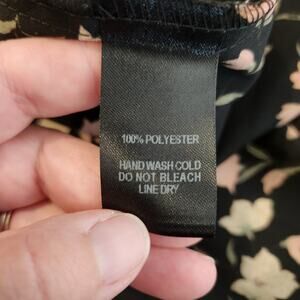 100% POLYESTER
HAND WASH COLD
DO NOT BLEACH
LINE DRY